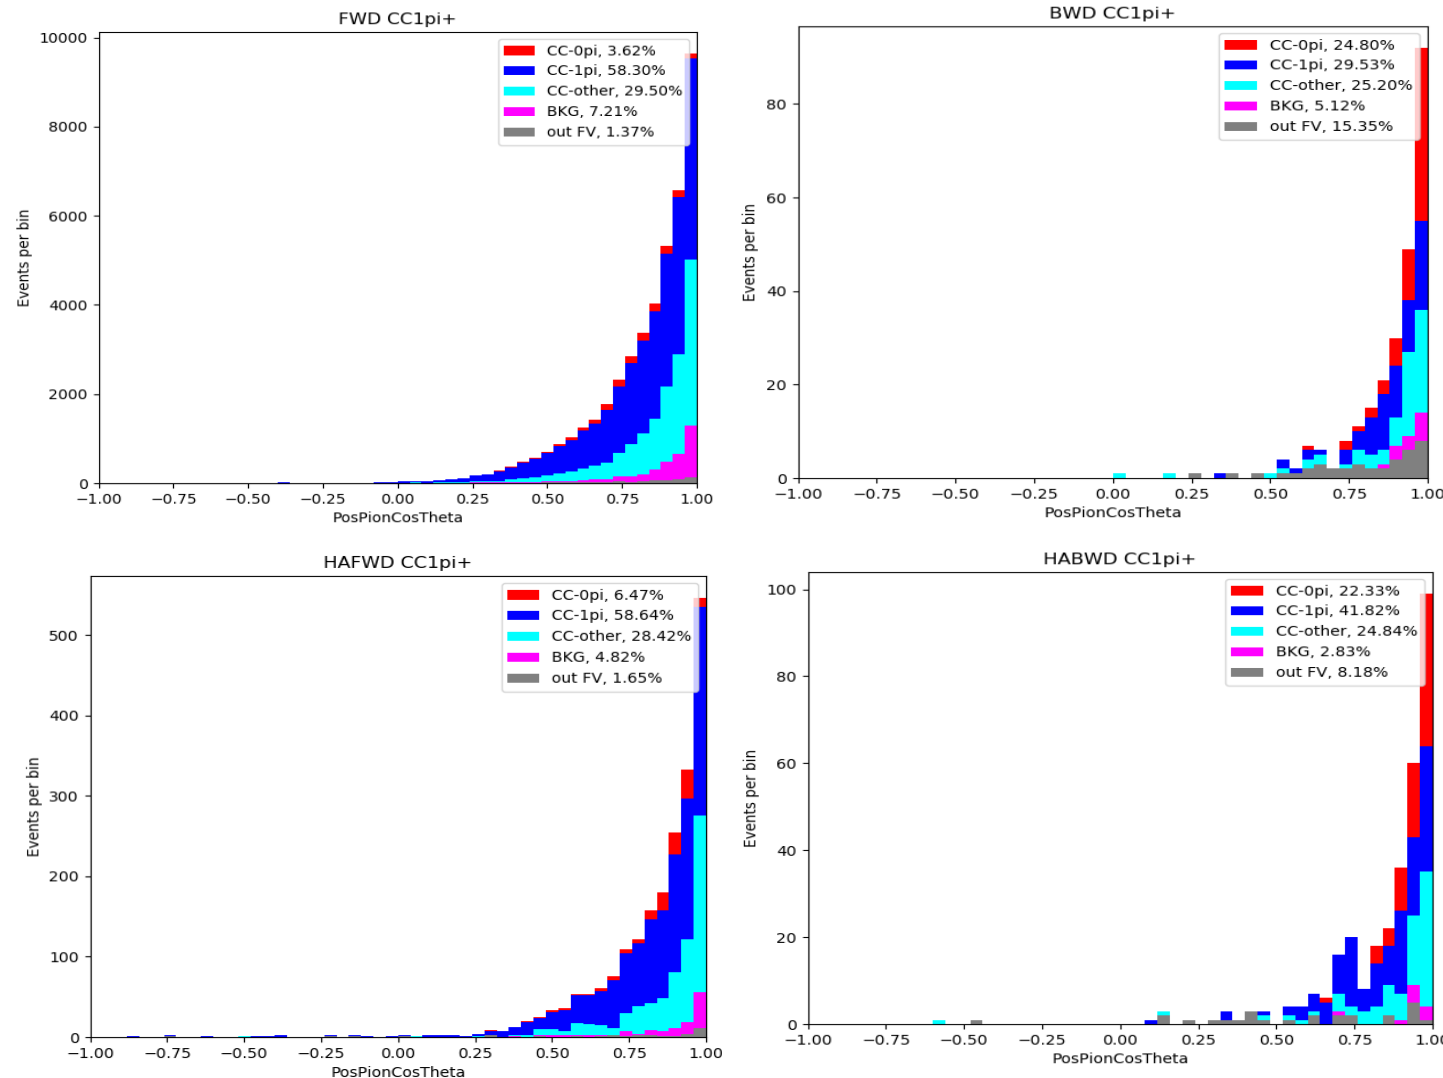 FWD CC1pi+
CC-0pi, 3.62%
CC-1pi, 58.30%
CC-other, 29.50%
BKG, 7.21%
out FV, 1.37%
10000
8000
6000
4000
2000
0
Events per bin
−1.00 −0.75 −0.50 −0.25 0.00 0.25 0.50 0.75 1.00
PosPionCosTheta
BWD CC1pi+
CC-0pi, 24.80%
CC-1pi, 29.53%
CC-other, 25.20%
BKG, 5.12%
out FV, 15.35%
80
60
40
20
0
Events per bin
−1.00 −0.75 −0.50 −0.25 0.00 0.25 0.50 0.75 1.00
PosPionCosTheta
HAFWD CC1pi+
CC-0pi, 6.47%
CC-1pi, 58.64%
CC-other, 28.42%
BKG, 4.82%
out FV, 1.65%
500
400
300
200
100
0
Events per bin
−1.00 −0.75 −0.50 −0.25 0.00 0.25 0.50 0.75 1.00
PosPionCosTheta
HABWD CC1pi+
CC-0pi, 22.33%
CC-1pi, 41.82%
CC-other, 24.84%
BKG, 2.83%
out FV, 8.18%
100
80
60
40
20
0
Events per bin
−1.00 −0.75 −0.50 −0.25 0.00 0.25 0.50 0.75 1.00
PosPionCosTheta